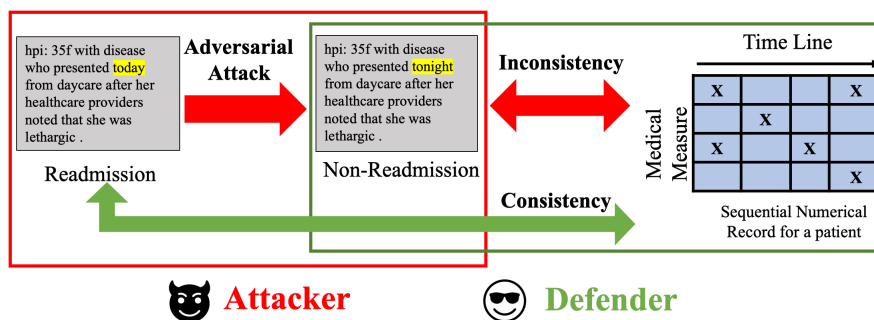 hpi: 35f with disease
who presented today
from daycare after her
healthcare providers
noted that she was
lethargic .
Readmission
Adversarial
Attack
hpi: 35f with disease
who presented tonight
from daycare after her
healthcare providers
noted that she was
lethargic .
Non-Readmission
Inconsistency
Consistency
Time Line
Medical
Measure
X X
X
X X
X
Sequential Numerical
Record for a patient
Attacker
Defender